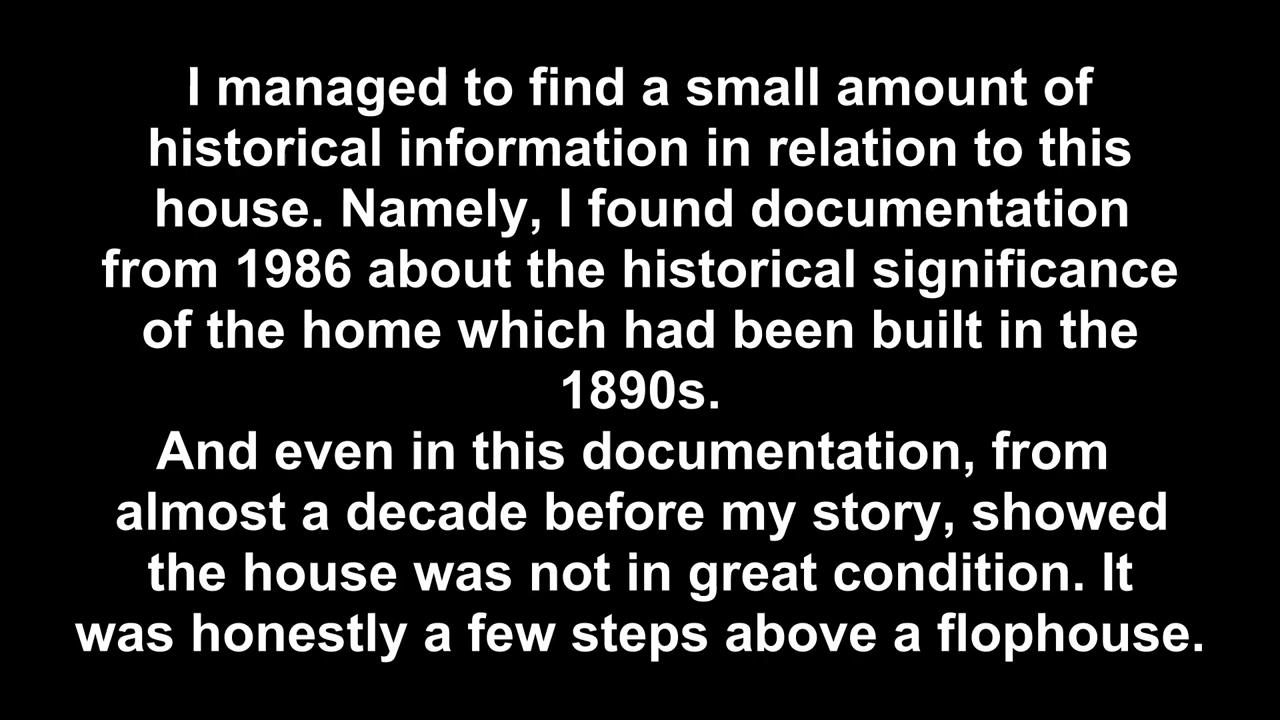 I managed to find a small amount of
historical information in relation to this
house. Namely, I found documentation
from 1986 about the historical significance
of the home which had been built in the
1890s.
And even in this documentation, from
almost a decade before my story, showed
the house was not in great condition. It
was honestly a few steps above a flophouse.